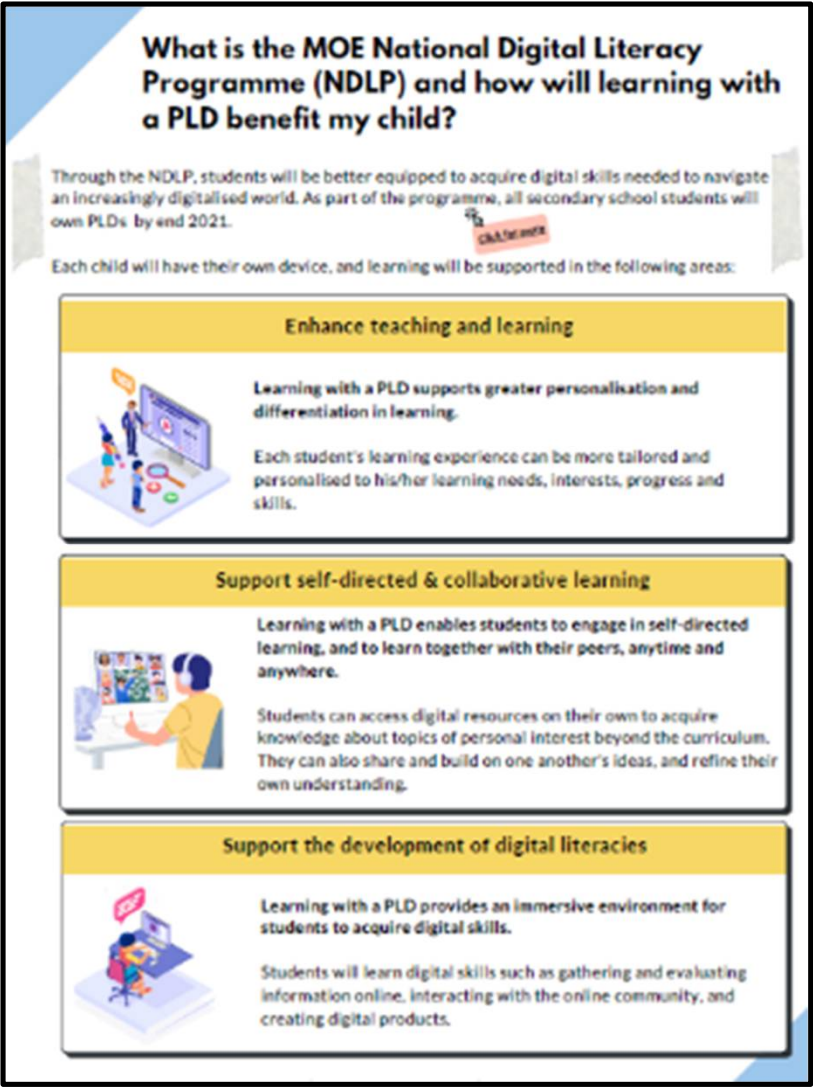 What is the MOE National Digital Literacy
Programme (NDLP) and how will learning with
a PLD benefit my child?
Through the NDLP, students will be better equipped to acquire digital skills needed to navigate
an increasingly digitalised world. As part of the programme, all secondary school students will
own PLDs by end 2021.
Click for more
Each child will have their own device, and learning will be supported in the following areas:
Enhance teaching and learning
Learning with a PLD supports greater personalisation and
differentiation in learning.
Each student's learning experience can be more tailored and
personalised to his/her learning needs, interests, progress and
skills.
Support self-directed & collaborative learning
Learning with a PLD enables students to engage in self-directed
learning, and to learn together with their peers, anytime and
anywhere.
Students can access digital resources on their own to acquire
knowledge about topics of personal interest beyond the curriculum.
They can also share and build on one another's ideas, and refine their
own understanding.
Support the development of digital literacies
Learning with a PLD provides an immersive environment for
students to acquire digital skills.
Students will learn digital skills such as gathering and evaluating
information online, interacting with the online community, and
creating digital products.